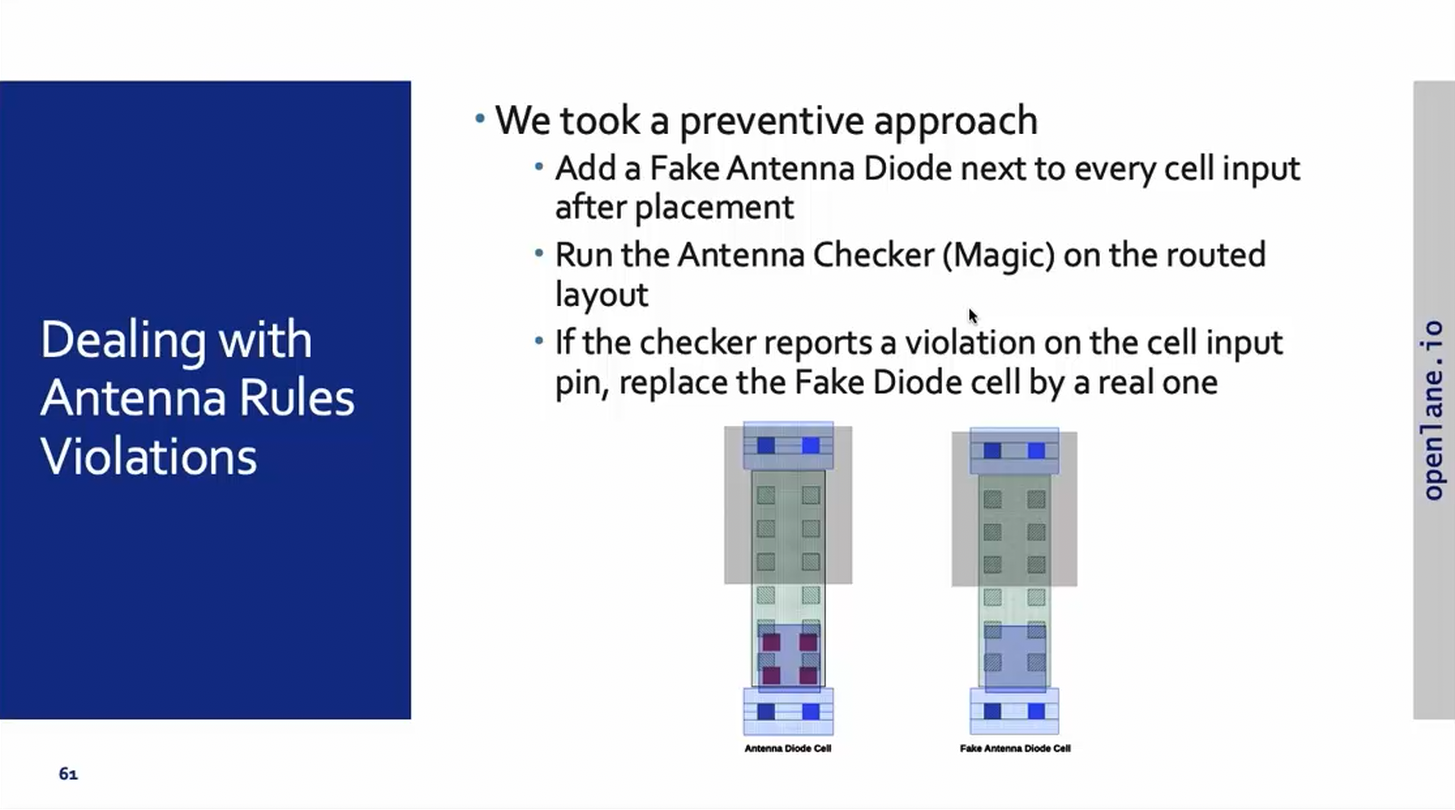 Dealing with
Antenna Rules
Violations
• We took a preventive approach
• Add a Fake Antenna Diode next to every cell input
after placement
• Run the Antenna Checker (Magic) on the routed
layout
• If the checker reports a violation on the cell input
pin, replace the Fake Diode cell by a real one
Antenna Diode Cell
Fake Antenna Diode Cell
openlane.io
61